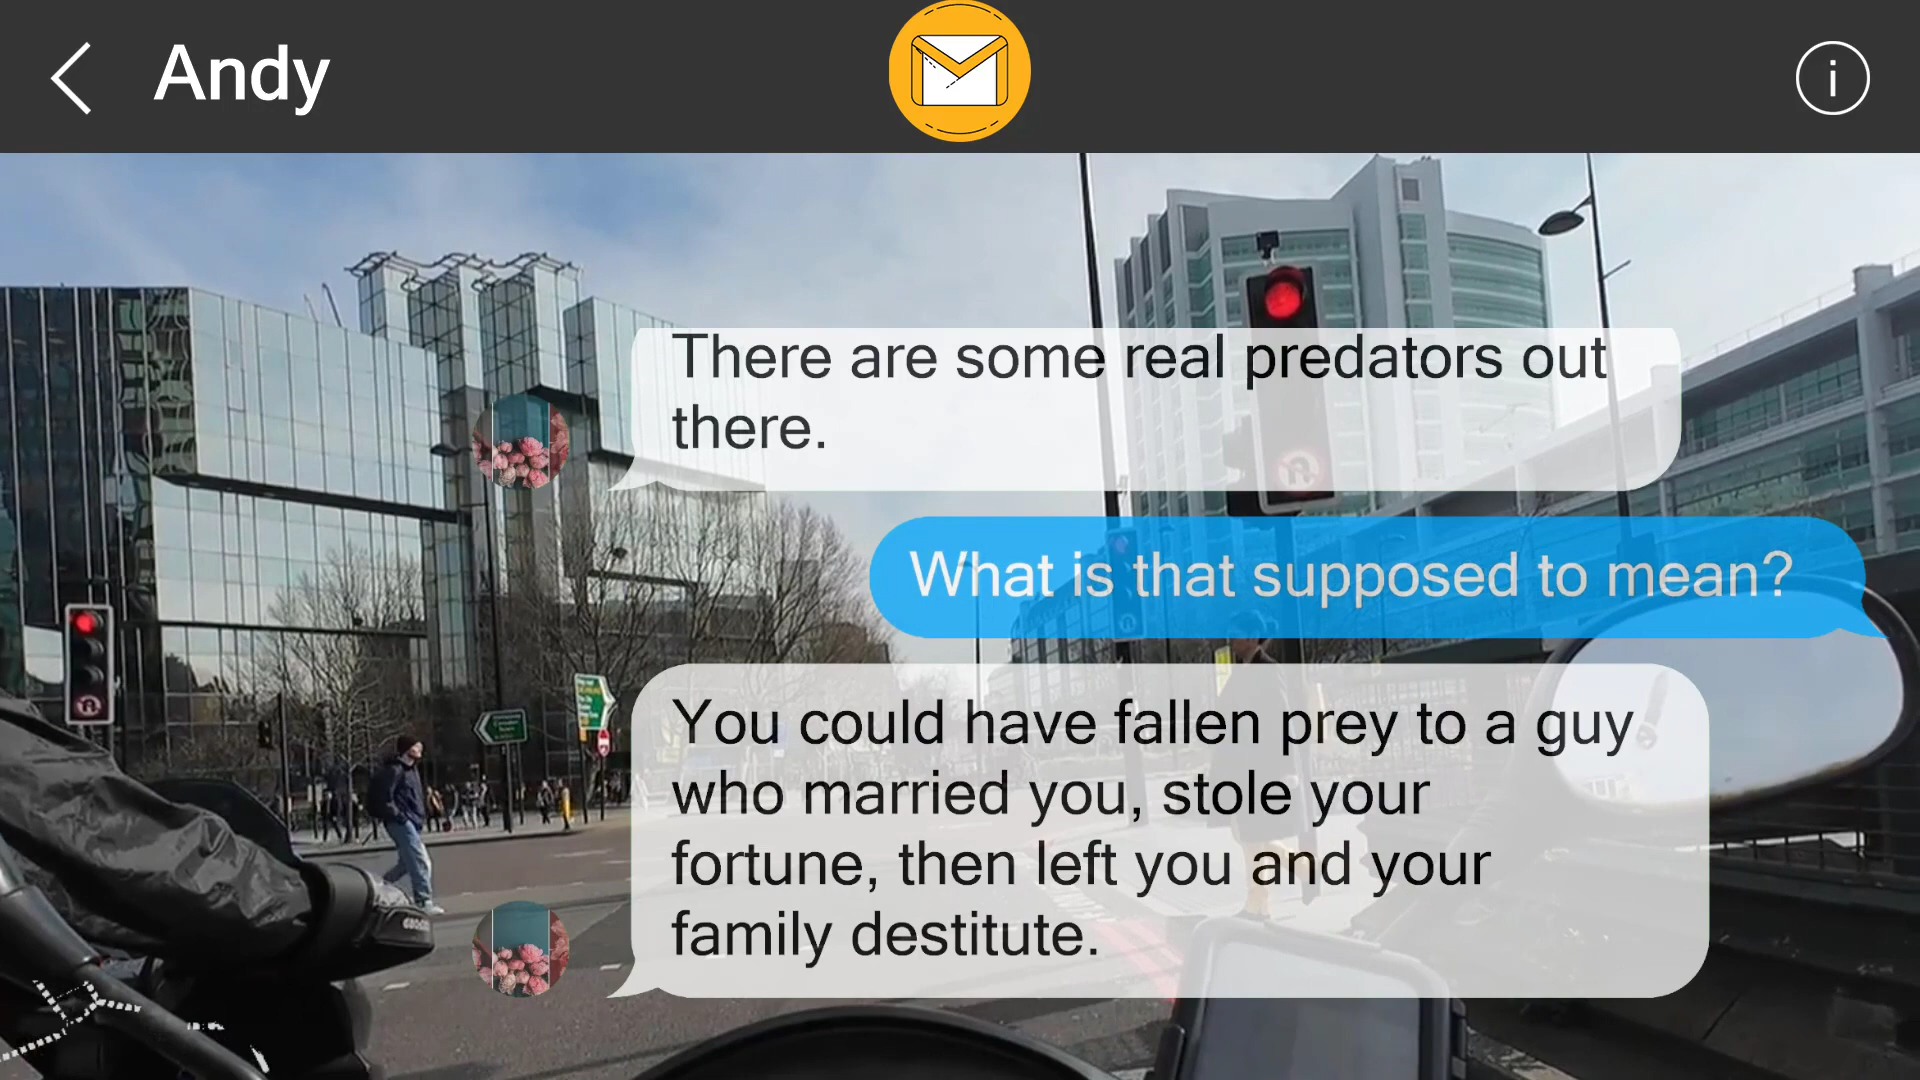 Andy
There are some real predators out
there.
What is that supposed to mean?
You could have fallen prey to a guy
who married you, stole your
fortune, then left you and your
family destitute.